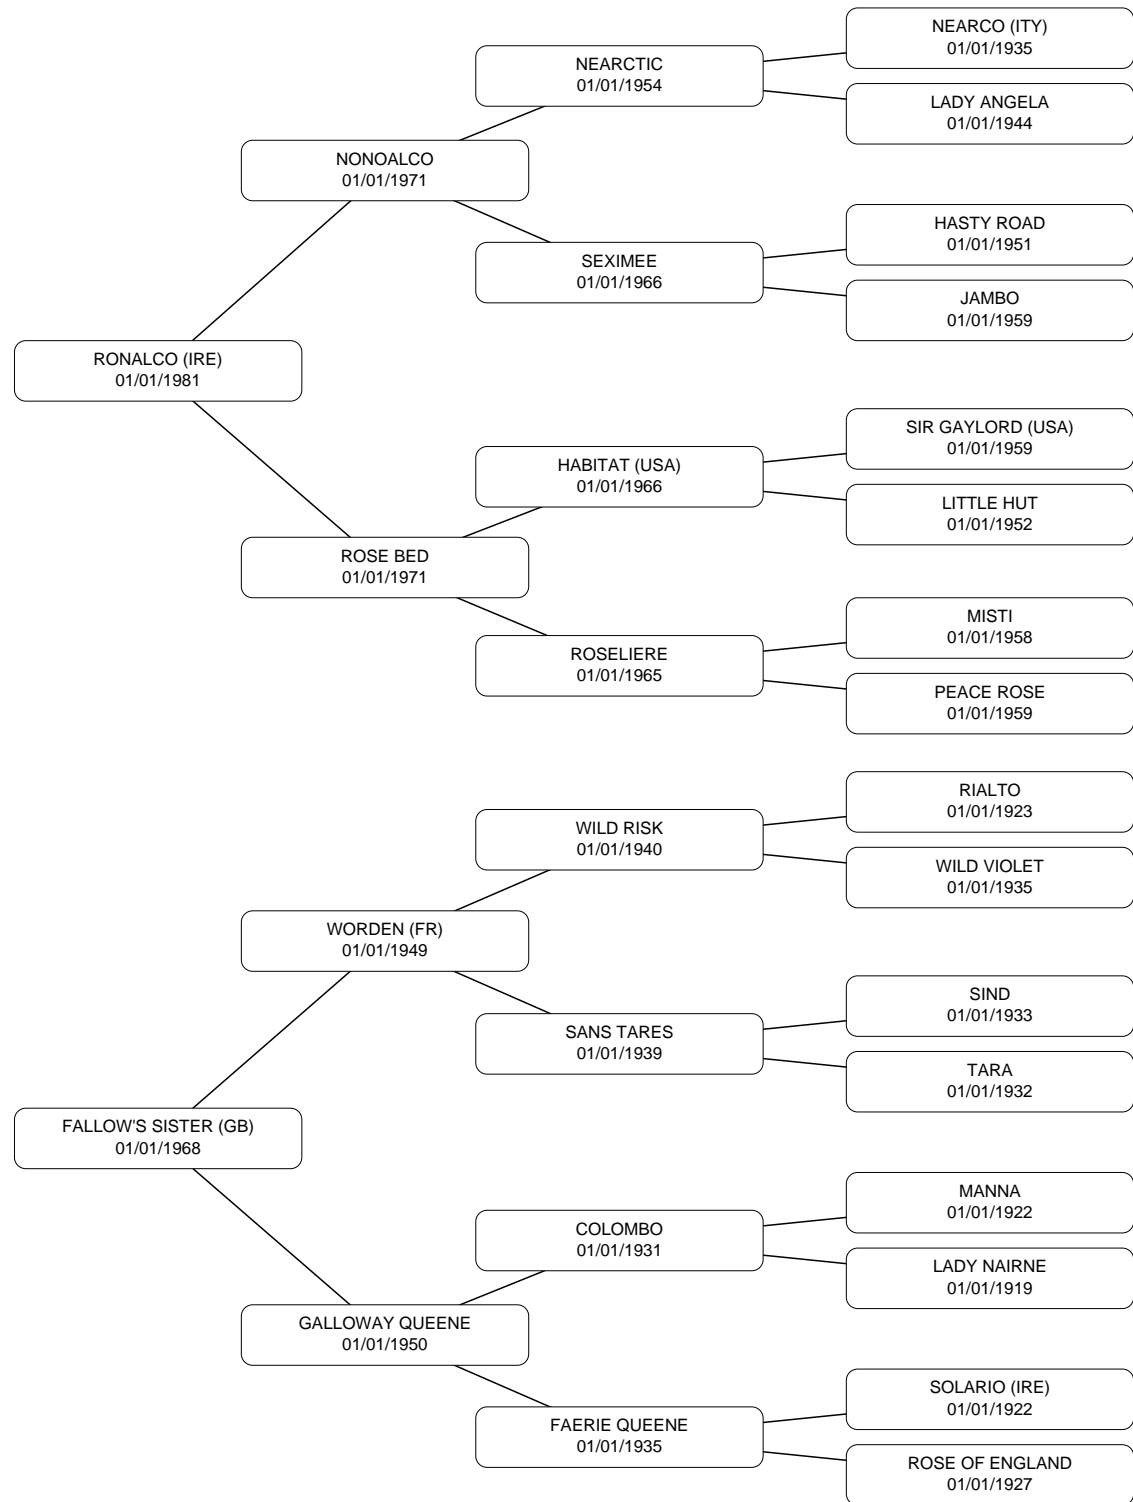 NEARCO (ITY)
01/01/1935
NEARCTIC
01/01/1954
LADY ANGELA
01/01/1944
NONOALCO
01/01/1971
HASTY ROAD
01/01/1951
SEXIMEE
01/01/1966
JAMBO
01/01/1959
RONALCO (IRE)
01/01/1981
SIR GAYLORD (USA)
01/01/1959
HABITAT (USA)
01/01/1966
LITTLE HUT
01/01/1952
ROSE BED
01/01/1971
MISTI
01/01/1958
ROSELIERE
01/01/1965
PEACE ROSE
01/01/1959
RIALTO
01/01/1923
WILD RISK
01/01/1940
WILD VIOLET
01/01/1935
WORDEN (FR)
01/01/1949
SIND
01/01/1933
SANS TARES
01/01/1939
TARA
01/01/1932
FALLOW'S SISTER (GB)
01/01/1968
MANNA
01/01/1922
COLOMBO
01/01/1931
LADY NAIRNE
01/01/1919
GALLOWAY QUEENE
01/01/1950
SOLARIO (IRE)
01/01/1922
FAERIE QUEENE
01/01/1935
ROSE OF ENGLAND
01/01/1927